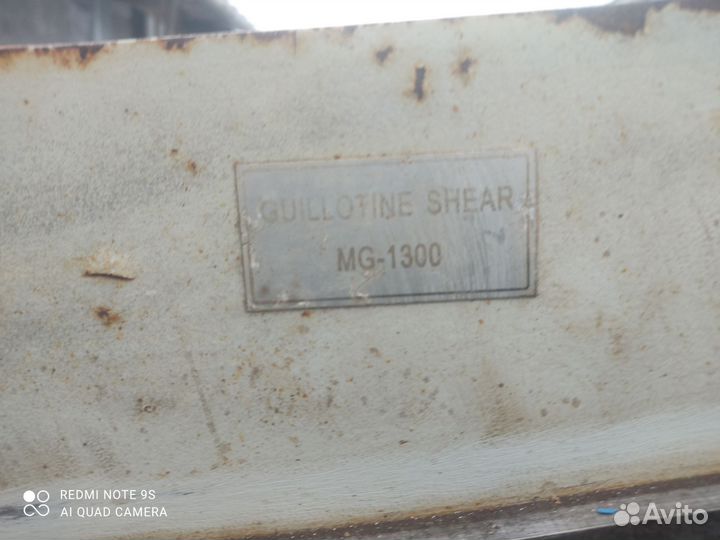 GUILLOTINE SHEAR
MG-1300
REDMI NOTE 9S
AI QUAD CAMERA
Avito